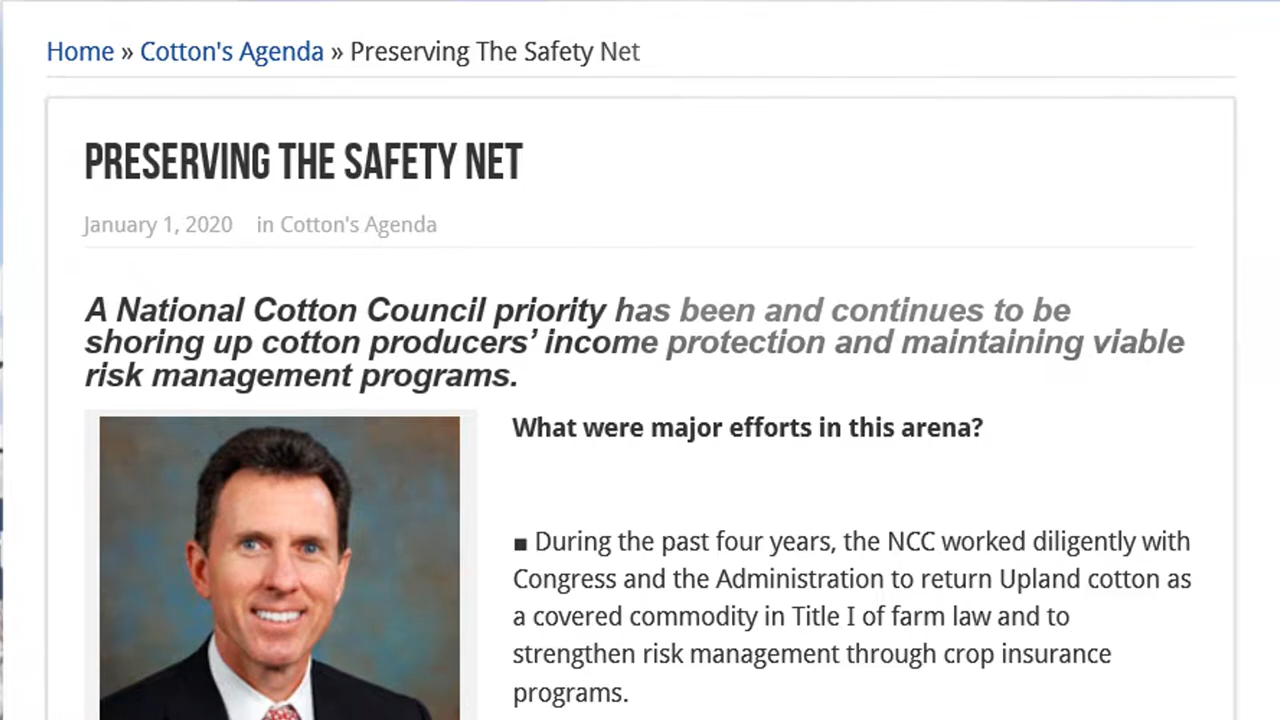 Home » Cotton's Agenda » Preserving The Safety Net
PRESERVING THE SAFETY NET
January 1, 2020 in Cotton's Agenda
A National Cotton Council priority has been and continues to be
shoring up cotton producers’ income protection and maintaining viable
risk management programs.
What were major efforts in this arena?
■ During the past four years, the NCC worked diligently with
Congress and the Administration to return Upland cotton as
a covered commodity in Title I of farm law and to
strengthen risk management through crop insurance
programs.